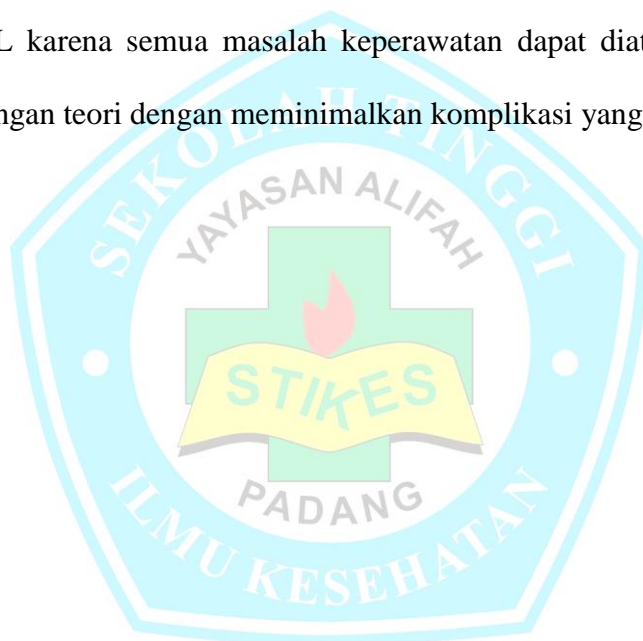 L karena semua masalah keperawatan dapat diat
ngan teori dengan meminimalkan komplikasi yang
SEKOLAH TINGGI
YAYASAN ALIFAH
STIKES
PADANG
ILMU KESEHATAN